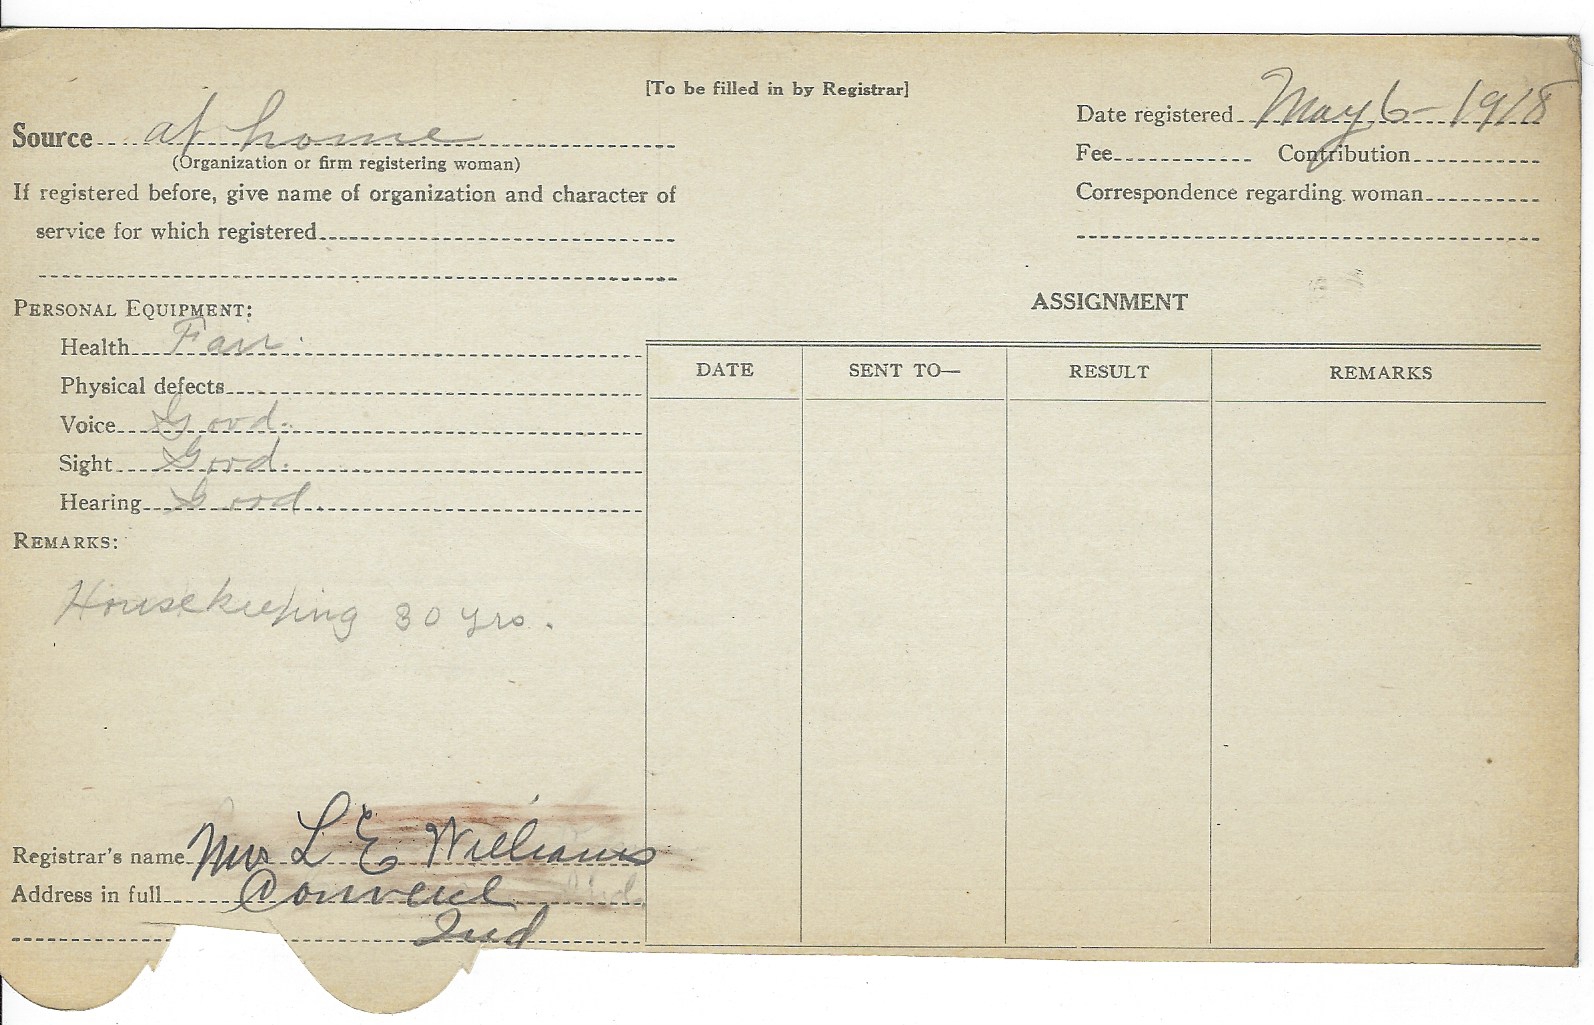 [To be filled in by Registrar]
Source at home
(Organization or firm registering woman)
If registered before, give name of organization and character of
service for which registered
Date registered May 6 - 1918
Fee Contribution
Correspondence regarding woman
PERSONAL EQUIPMENT:
Health Fair.
Physical defects
Voice Good.
Sight Good.
Hearing Good.
REMARKS:
Housekeeping 30 yrs.
ASSIGNMENT
DATE SENT TO— RESULT REMARKS
Registrar's name Mrs L E Williams
Address in full Converse
Ind